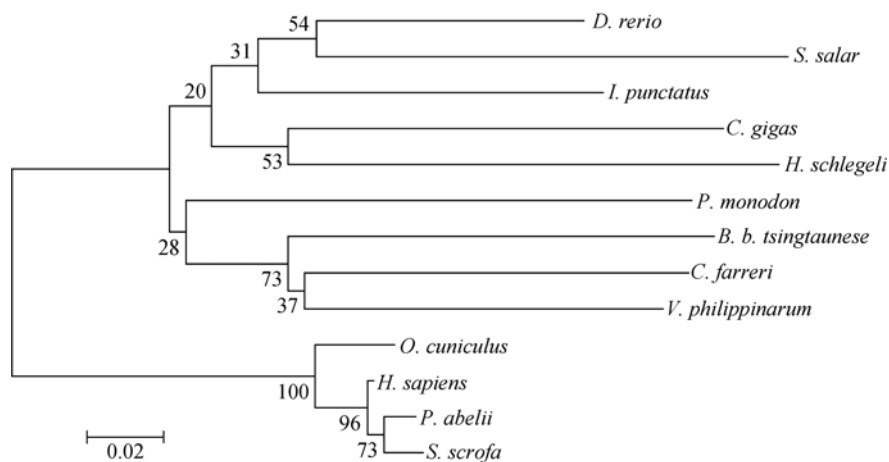 54
D. rerio
31
S. salar
20
I. punctatus
C. gigas
53
H. schlegeli
P. monodon
28
B. b. tsingtaunese
73
C. farreri
37
V. philippinarum
O. cuniculus
100
H. sapiens
96
P. abelii
73
S. scrofa
0.02